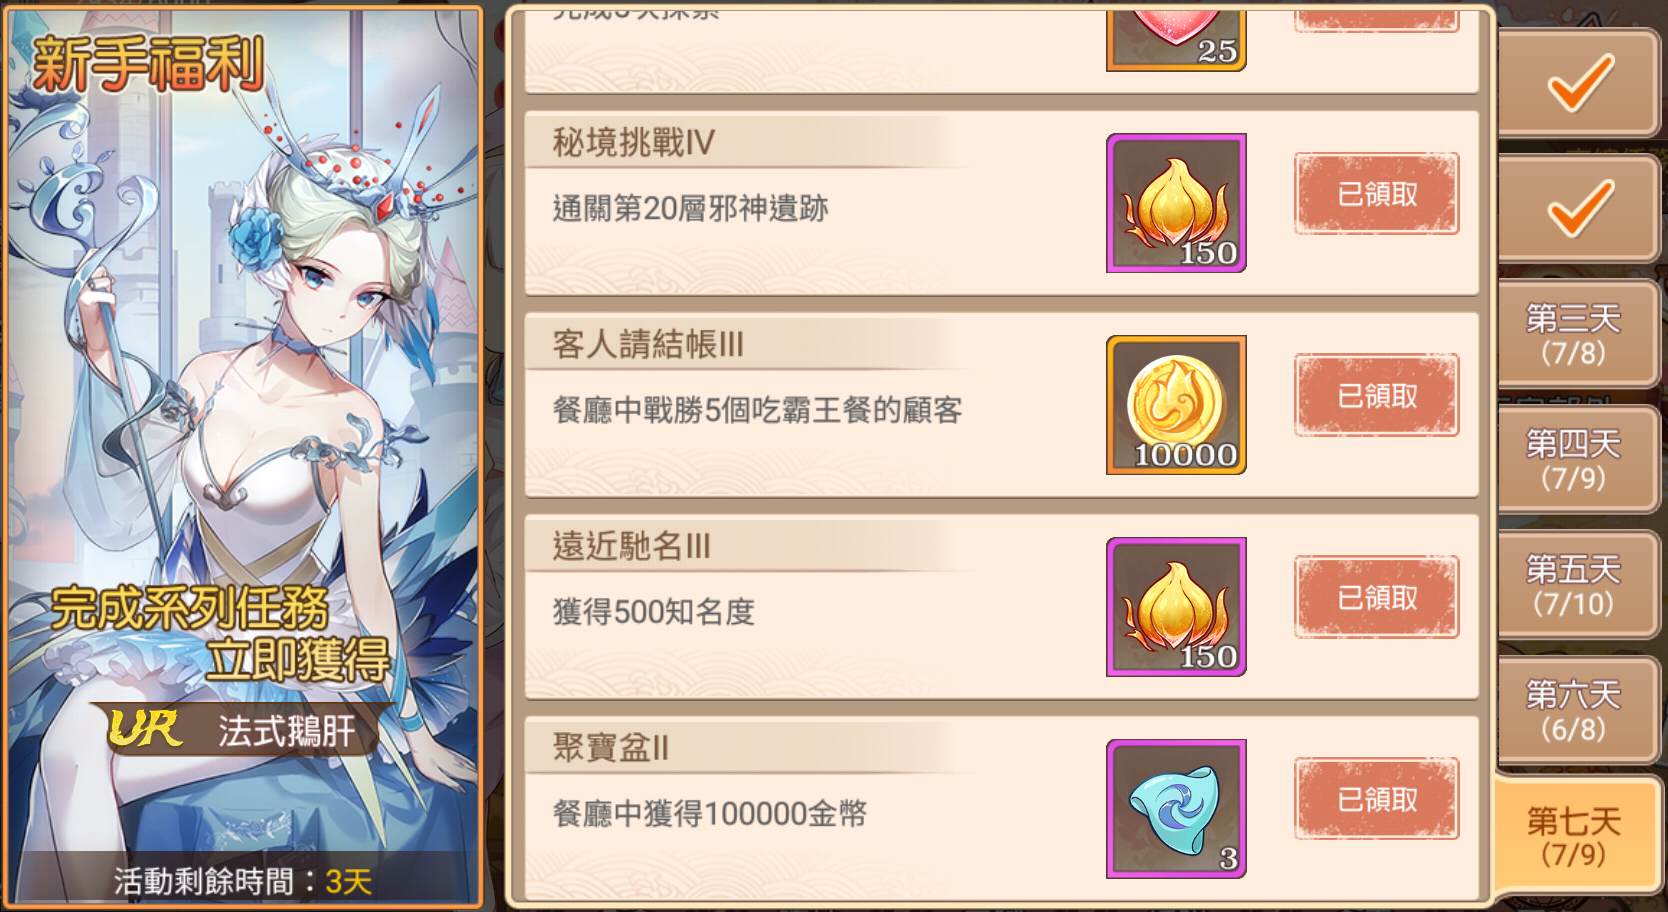 新手福利
完成系列任務
立即獲得
UR 法式鵝肝
活動剩餘時間：3天
25
秘境挑戰IV
通關第20層邪神遺跡
150
已領取
客人請結帳III
餐廳中戰勝5個吃霸王餐的顧客
10000
已領取
遠近馳名III
獲得500知名度
150
已領取
聚寶盆II
餐廳中獲得100000金幣
3
已領取
第三天
(7/8)
第四天
(7/9)
第五天
(7/10)
第六天
(6/8)
第七天
(7/9)